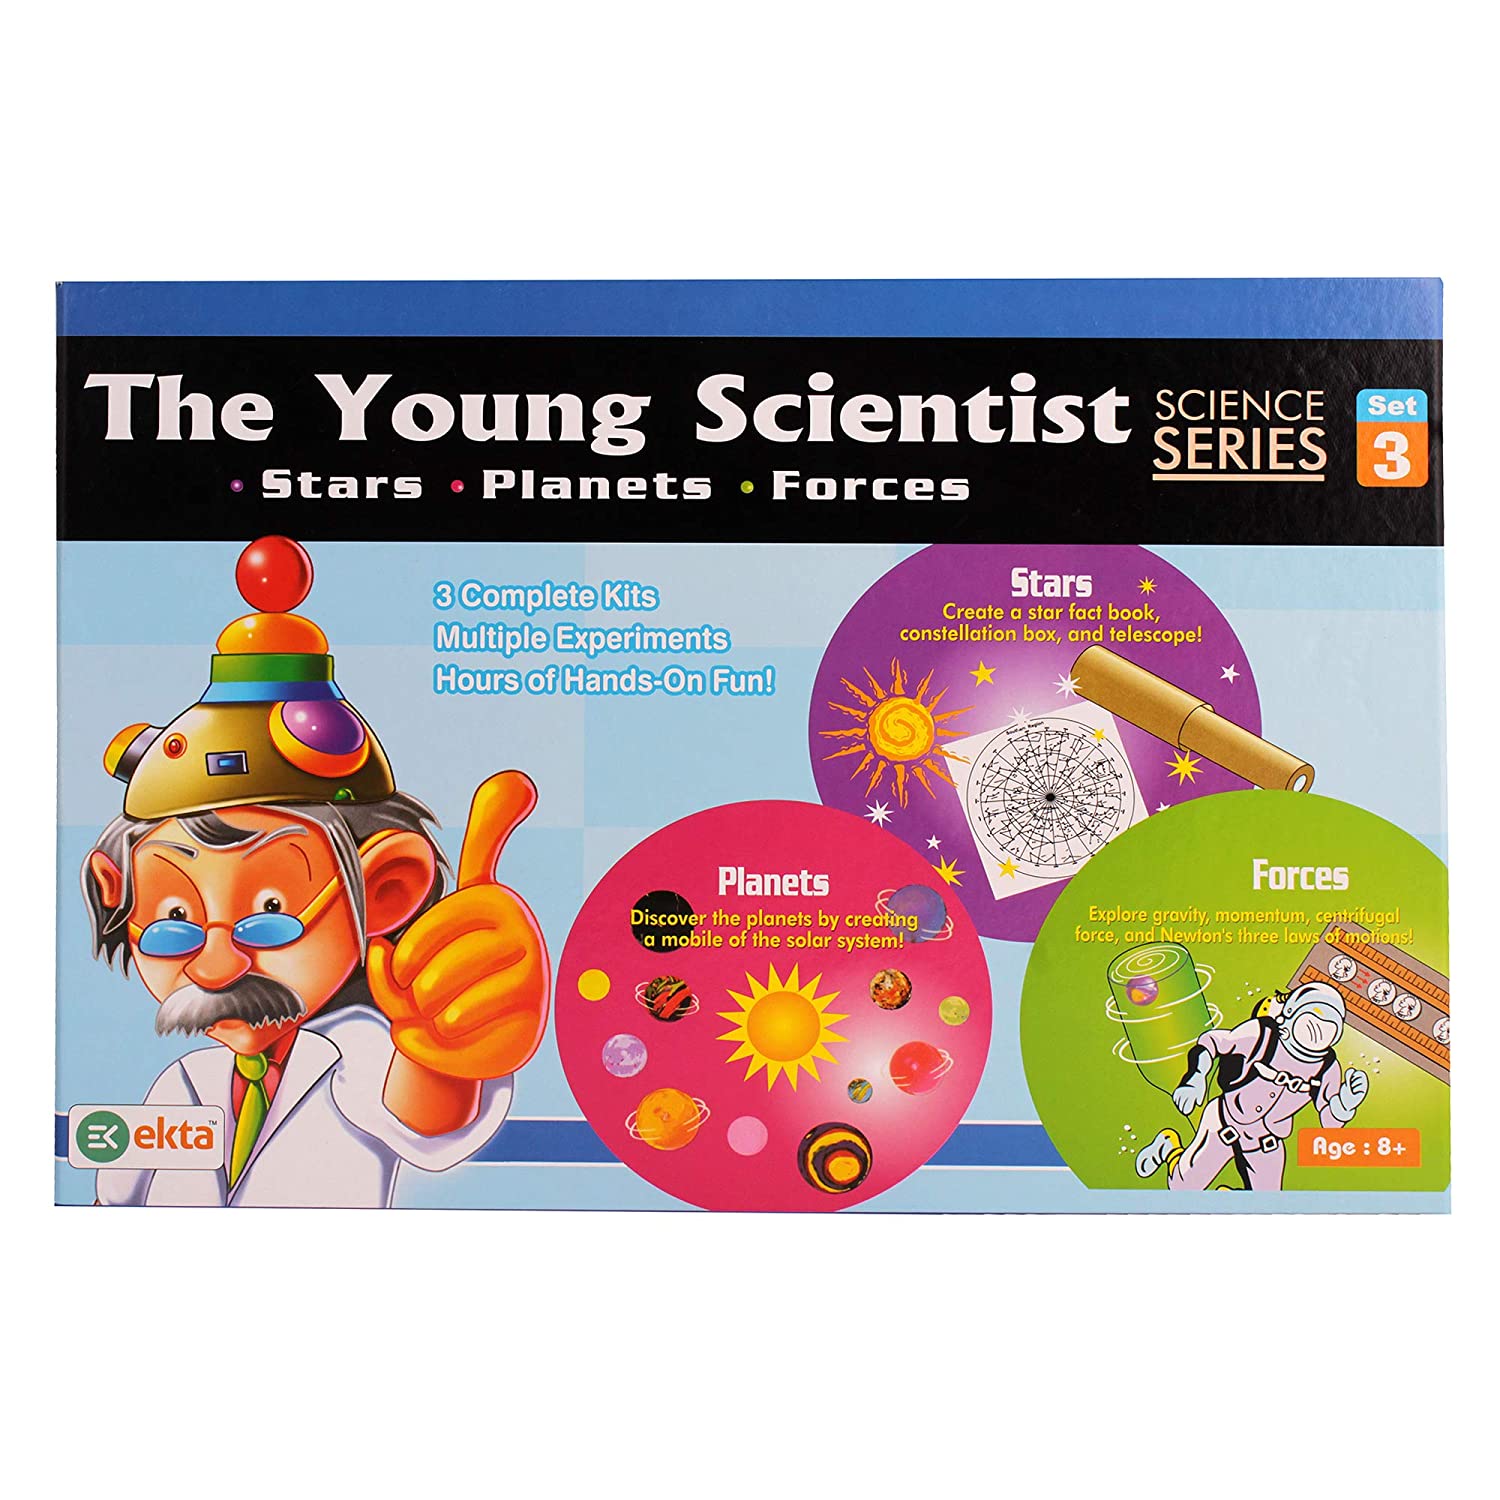 The Young Scientist
SCIENCE
SERIES
Set
3
• Stars • Planets • Forces
3 Complete Kits
Multiple Experiments
Hours of Hands-On Fun!
Stars
Create a star fact book,
constellation box, and telescope!
Planets
Discover the planets by creating
a mobile of the solar system!
Forces
Explore gravity, momentum, centrifugal
force, and Newton's three laws of motions!
Age : 8+
EK ekta™